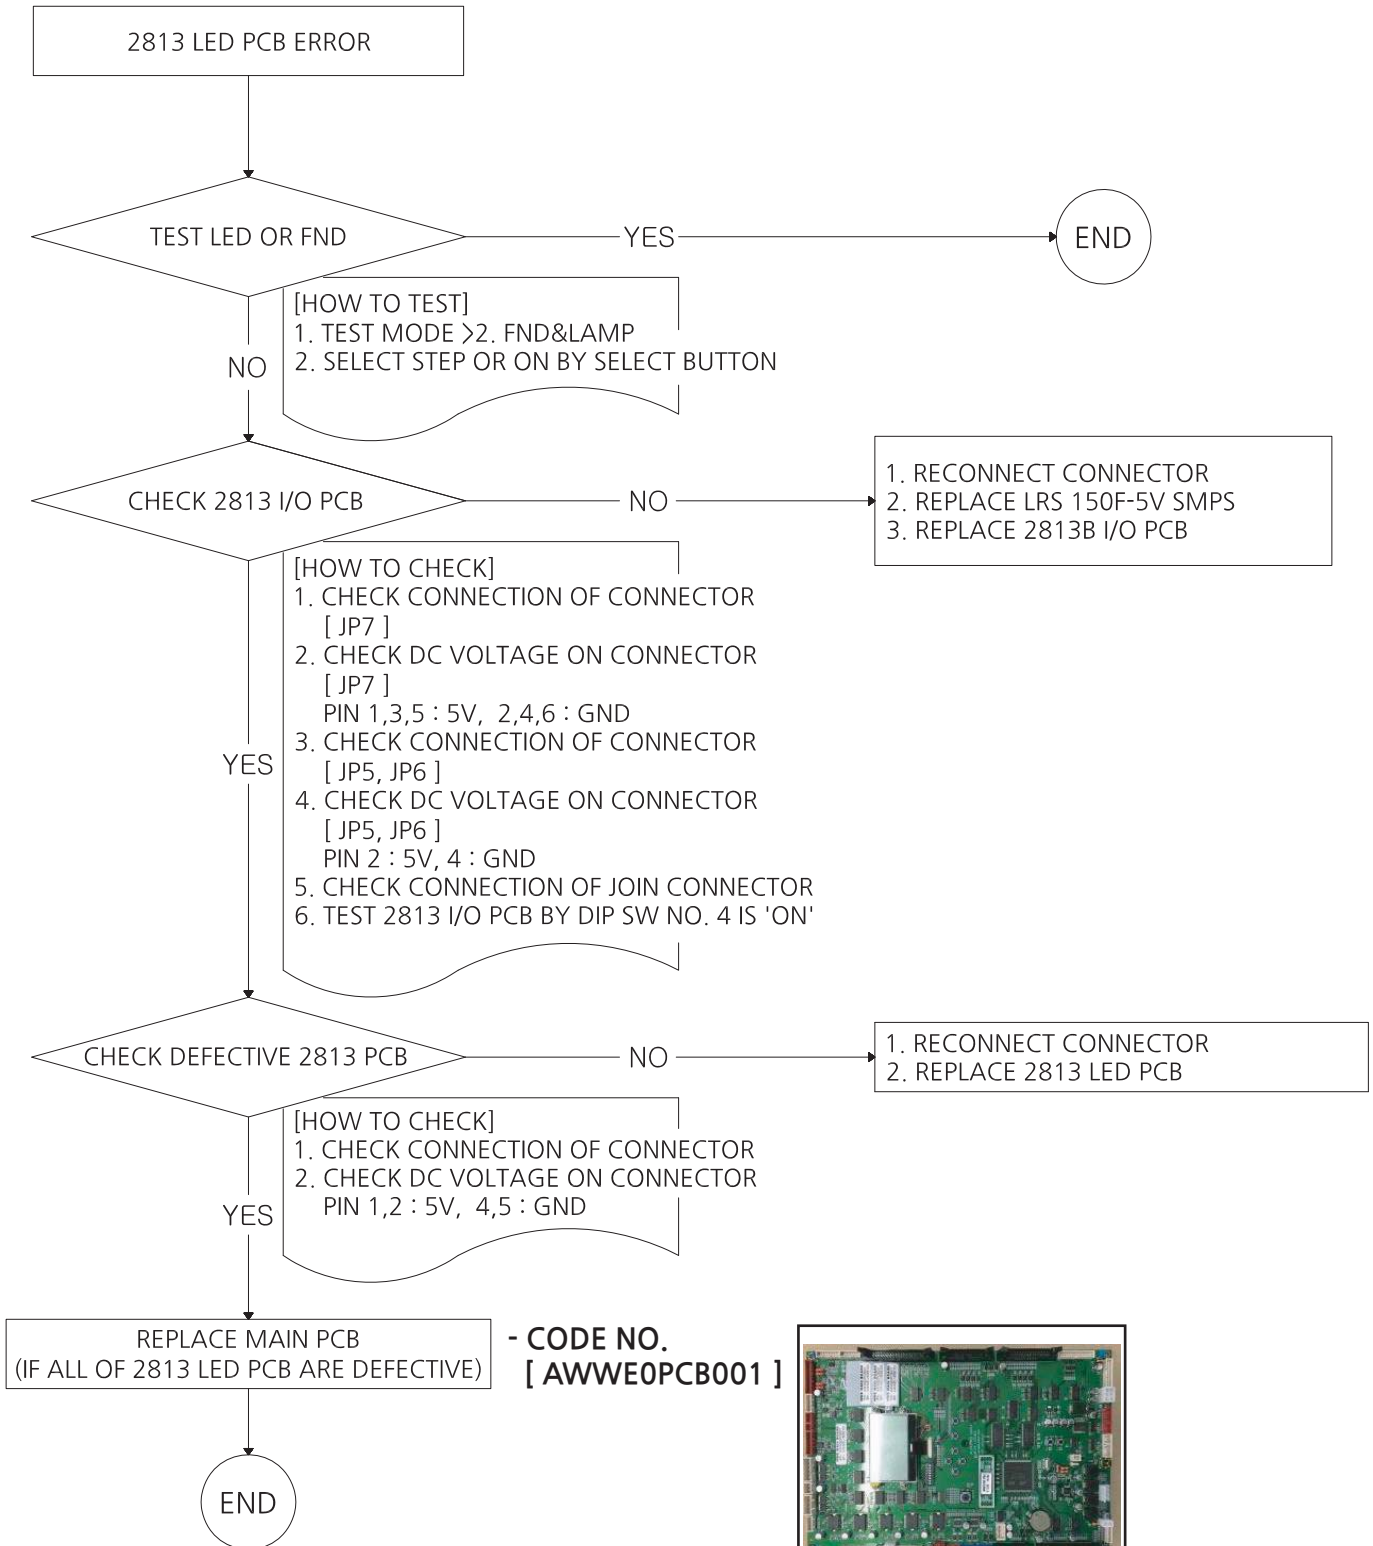 2813 LED PCB ERROR
TEST LED OR FND
YES
END
[HOW TO TEST]
1. TEST MODE >2. FND&LAMP
2. SELECT STEP OR ON BY SELECT BUTTON
NO
CHECK 2813 I/O PCB
NO
1. RECONNECT CONNECTOR
2. REPLACE LRS 150F-5V SMPS
3. REPLACE 2813B I/O PCB
[HOW TO CHECK]
1. CHECK CONNECTION OF CONNECTOR
[ JP7 ]
2. CHECK DC VOLTAGE ON CONNECTOR
[ JP7 ]
PIN 1,3,5 : 5V, 2,4,6 : GND
3. CHECK CONNECTION OF CONNECTOR
[ JP5, JP6 ]
4. CHECK DC VOLTAGE ON CONNECTOR
[ JP5, JP6 ]
PIN 2 : 5V, 4 : GND
5. CHECK CONNECTION OF JOIN CONNECTOR
6. TEST 2813 I/O PCB BY DIP SW NO. 4 IS 'ON'
YES
CHECK DEFECTIVE 2813 PCB
NO
1. RECONNECT CONNECTOR
2. REPLACE 2813 LED PCB
[HOW TO CHECK]
1. CHECK CONNECTION OF CONNECTOR
2. CHECK DC VOLTAGE ON CONNECTOR
PIN 1,2 : 5V, 4,5 : GND
YES
REPLACE MAIN PCB
(IF ALL OF 2813 LED PCB ARE DEFECTIVE)
- CODE NO.
[ AWWE0PCB001 ]
END